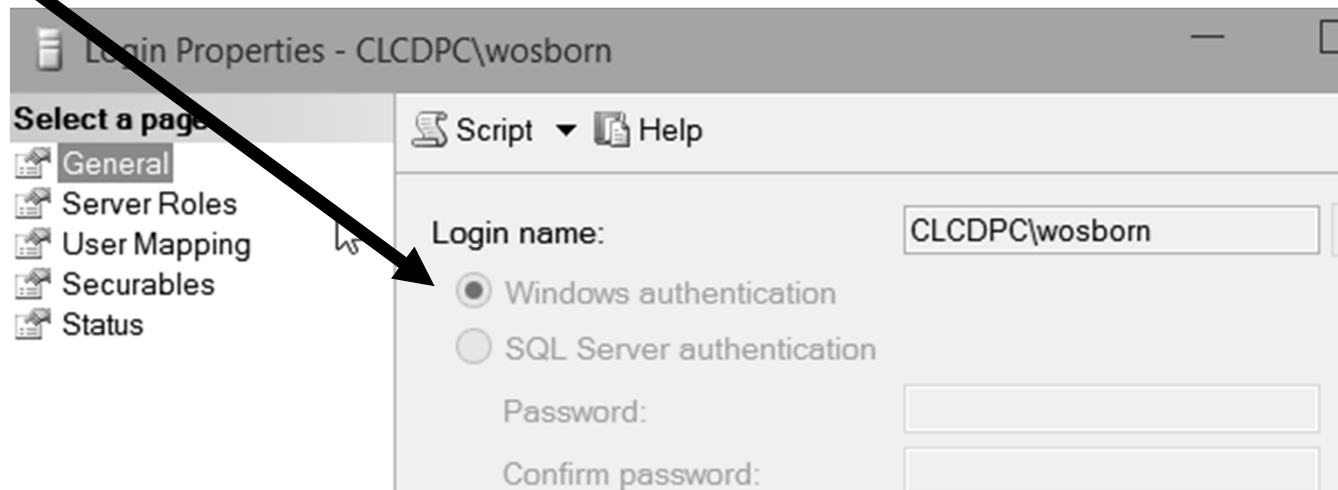 Login Properties - CLCDPC\wosborn
Select a page
General
Server Roles
User Mapping
Securables
Status
Script Help
Login name: CLCDPC\wosborn
Windows authentication
SQL Server authentication
Password:
Confirm password: